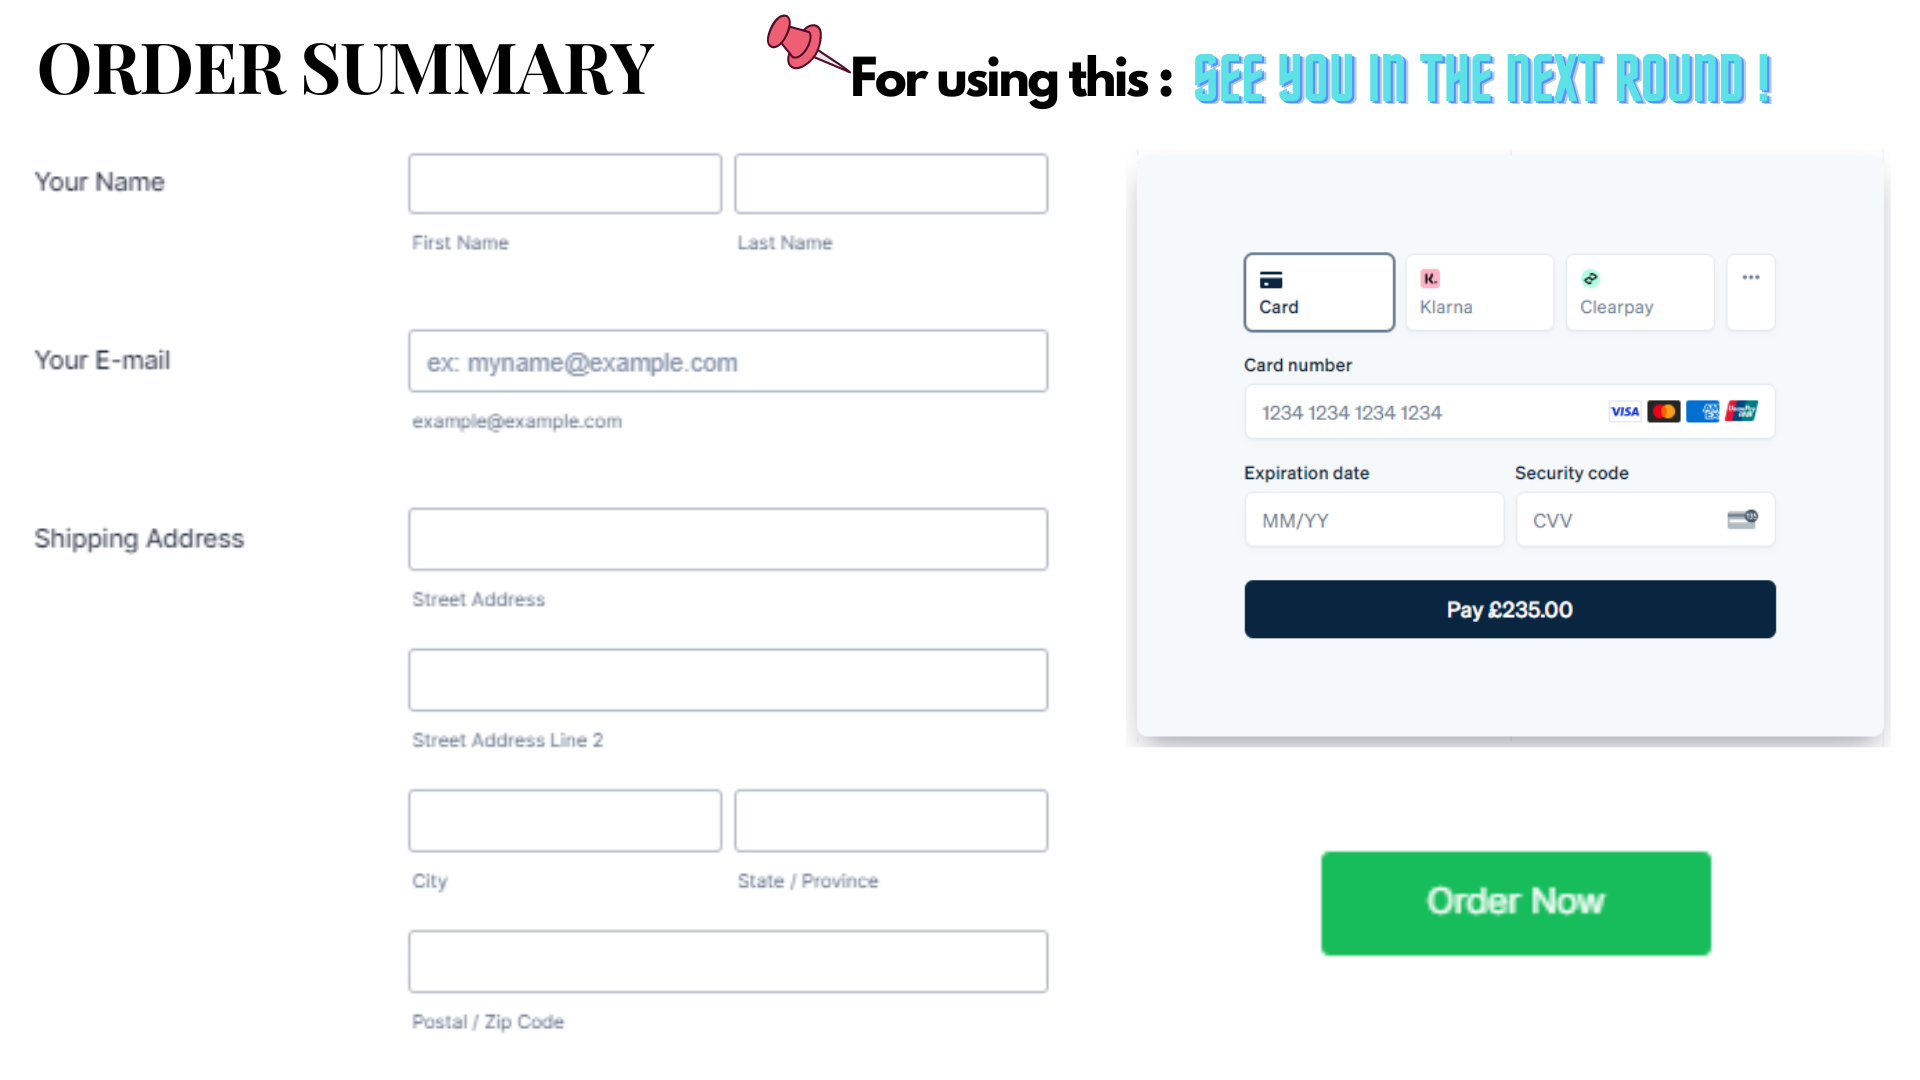 ORDER SUMMARY
For using this : SEE YOU IN THE NEXT ROUND !
Your Name
First Name
Last Name
Your E-mail
ex: myname@example.com
example@example.com
Shipping Address
Street Address
Street Address Line 2
City
State / Province
Postal / Zip Code
Card
K.
Klarna
Clearpay
•••
Card number
1234 1234 1234 1234
VISA
AMEX
UnionPay
Expiration date
Security code
MM/YY
CVV
135
Pay £235.00
Order Now